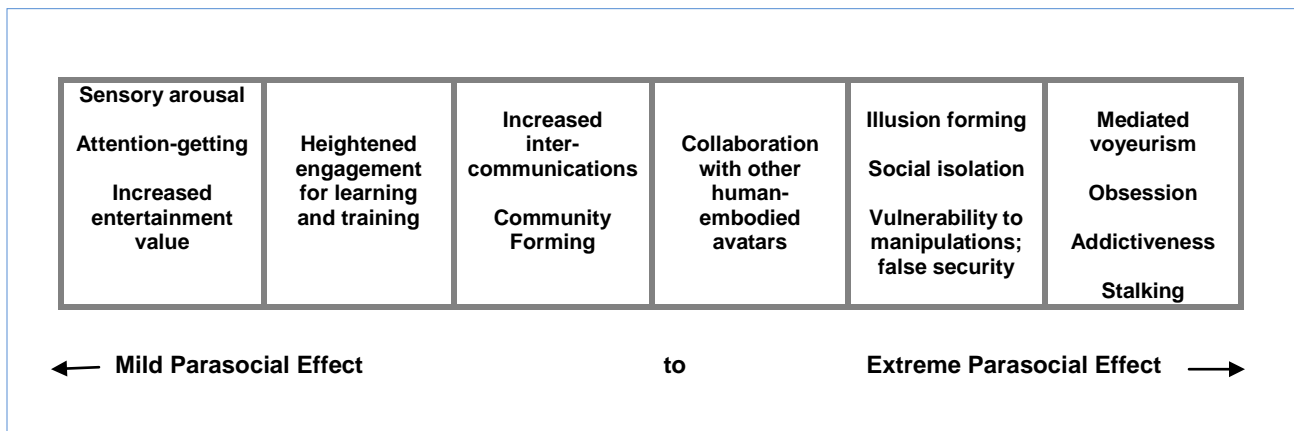 Sensory arousal
Attention-getting
Increased
entertainment
value
Heightened
engagement
for learning
and training
Increased
inter-
communications
Community
Forming
Collaboration
with other
human-
embodied
avatars
Illusion forming
Social isolation
Vulnerability to
manipulations;
false security
Mediated
voyeurism
Obsession
Addictiveness
Stalking
Mild Parasocial Effect to Extreme Parasocial Effect